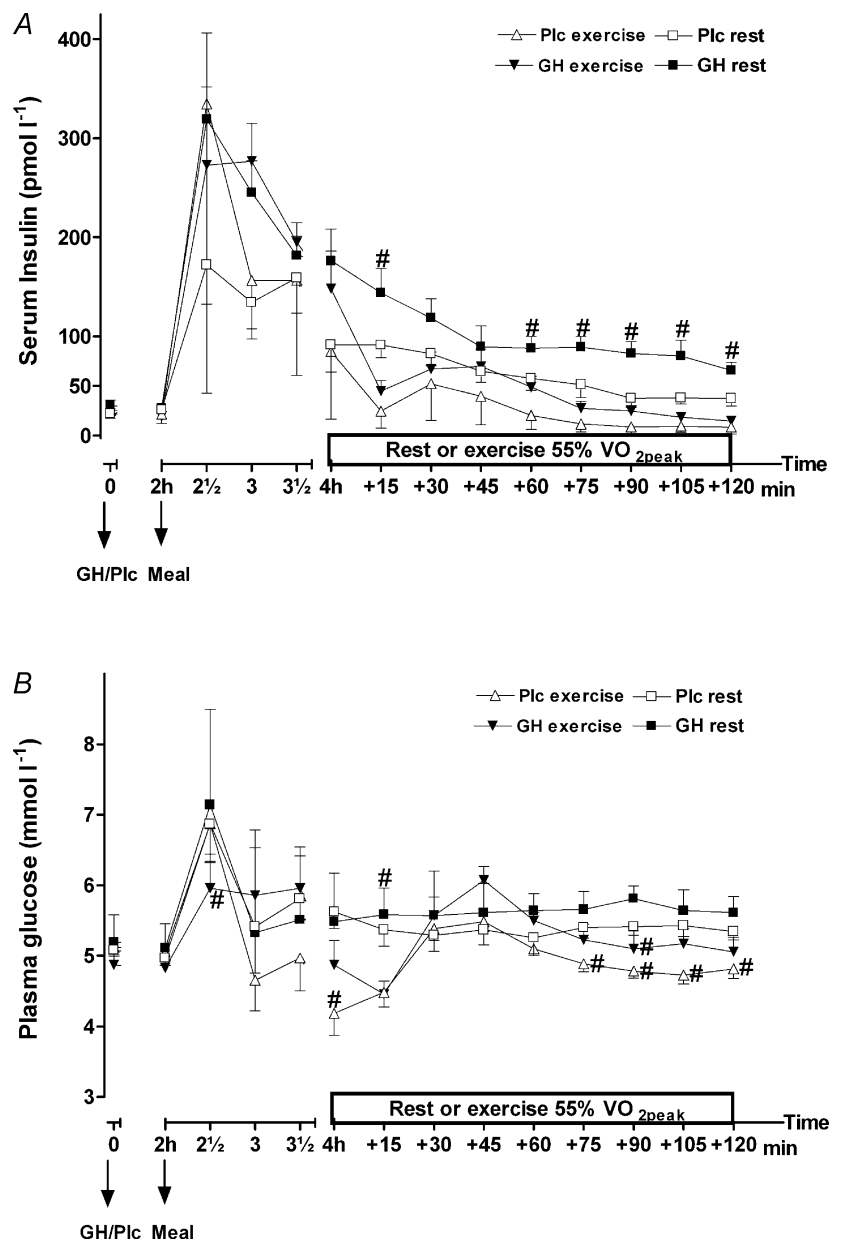 A
Plc exercise Plc rest
GH exercise GH rest
Serum Insulin (pmol l-1)
400
300
200
100
50
0
# # # # # #
Rest or exercise 55% VO2peak
Time
0 2h 2½ 3 3½ 4h +15 +30 +45 +60 +75 +90 +105 +120 min
GH/Plc Meal
B
Plc exercise Plc rest
GH exercise GH rest
Plasma glucose (mmol l-1)
8
7
6
5
4
3
# # # # # # # #
Rest or exercise 55% VO2peak
Time
0 2h 2½ 3 3½ 4h +15 +30 +45 +60 +75 +90 +105 +120 min
GH/Plc Meal